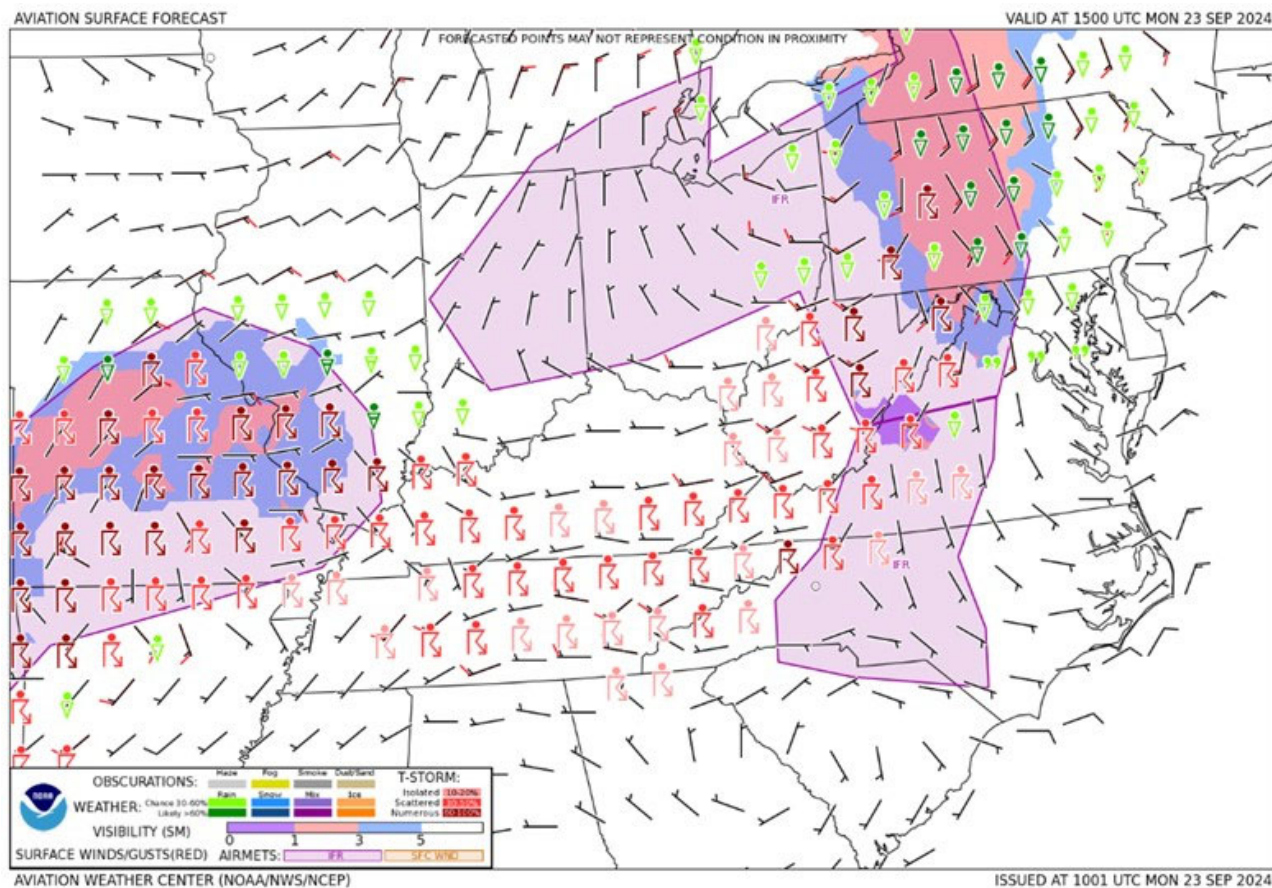 AVIATION SURFACE FORECAST
VALID AT 1500 UTC MON 23 SEP 2024
FORECASTED POINTS MAY NOT REPRESENT CONDITION IN PROXIMITY
IFR
IFR
OBSCURATIONS:
Haze Fog Smoke Dust/Sand
T-STORM:
Rain Snow Mix Ice
Isolated 10-20%
WEATHER:
Chance 30-60%
Scattered
Likely >60%
Numerous
noaa
VISIBILITY (SM)
0 1 3 5
SURFACE WINDS/GUSTS(RED)
AIRMETS:
IFR
SFC WND
AVIATION WEATHER CENTER (NOAA/NWS/NCEP)
ISSUED AT 1001 UTC MON 23 SEP 2024